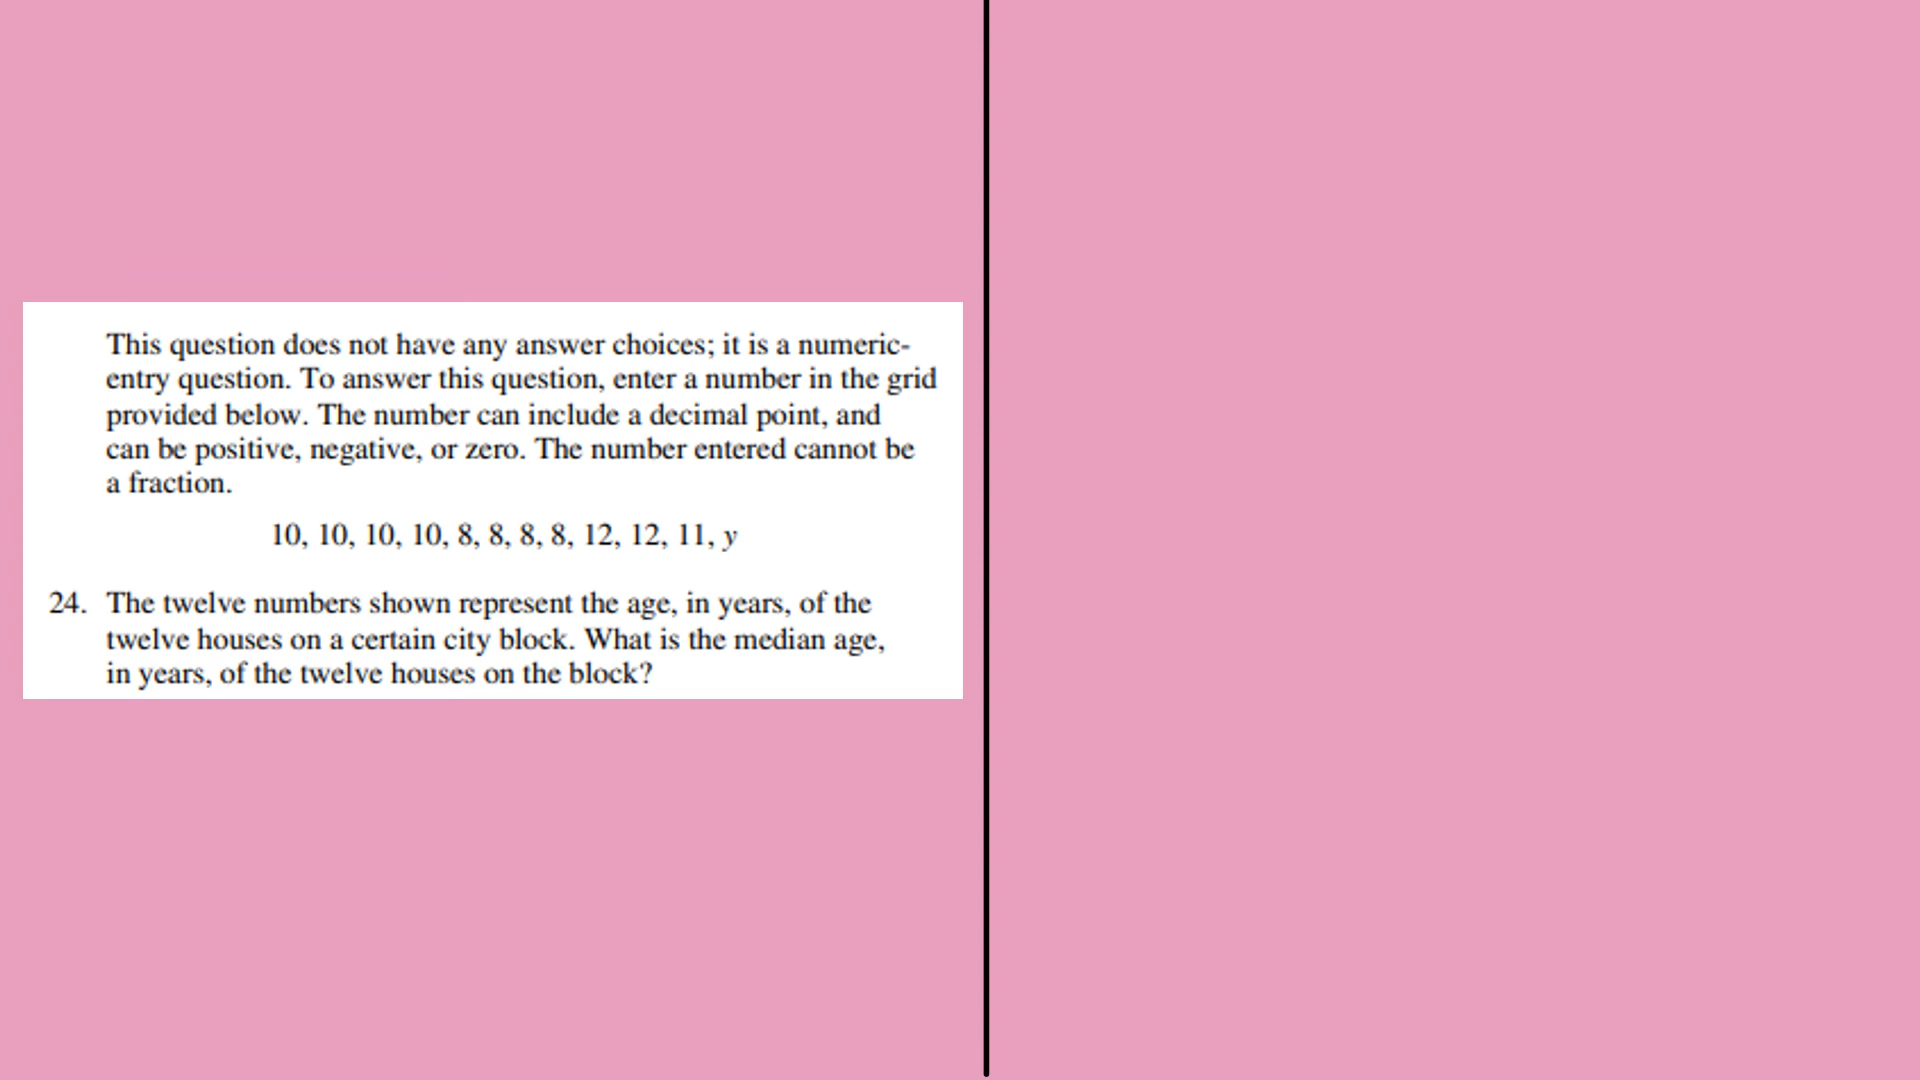 This question does not have any answer choices; it is a numeric-
entry question. To answer this question, enter a number in the grid
provided below. The number can include a decimal point, and
can be positive, negative, or zero. The number entered cannot be
a fraction.
10, 10, 10, 10, 8, 8, 8, 8, 12, 12, 11, y
24. The twelve numbers shown represent the age, in years, of the
twelve houses on a certain city block. What is the median age,
in years, of the twelve houses on the block?